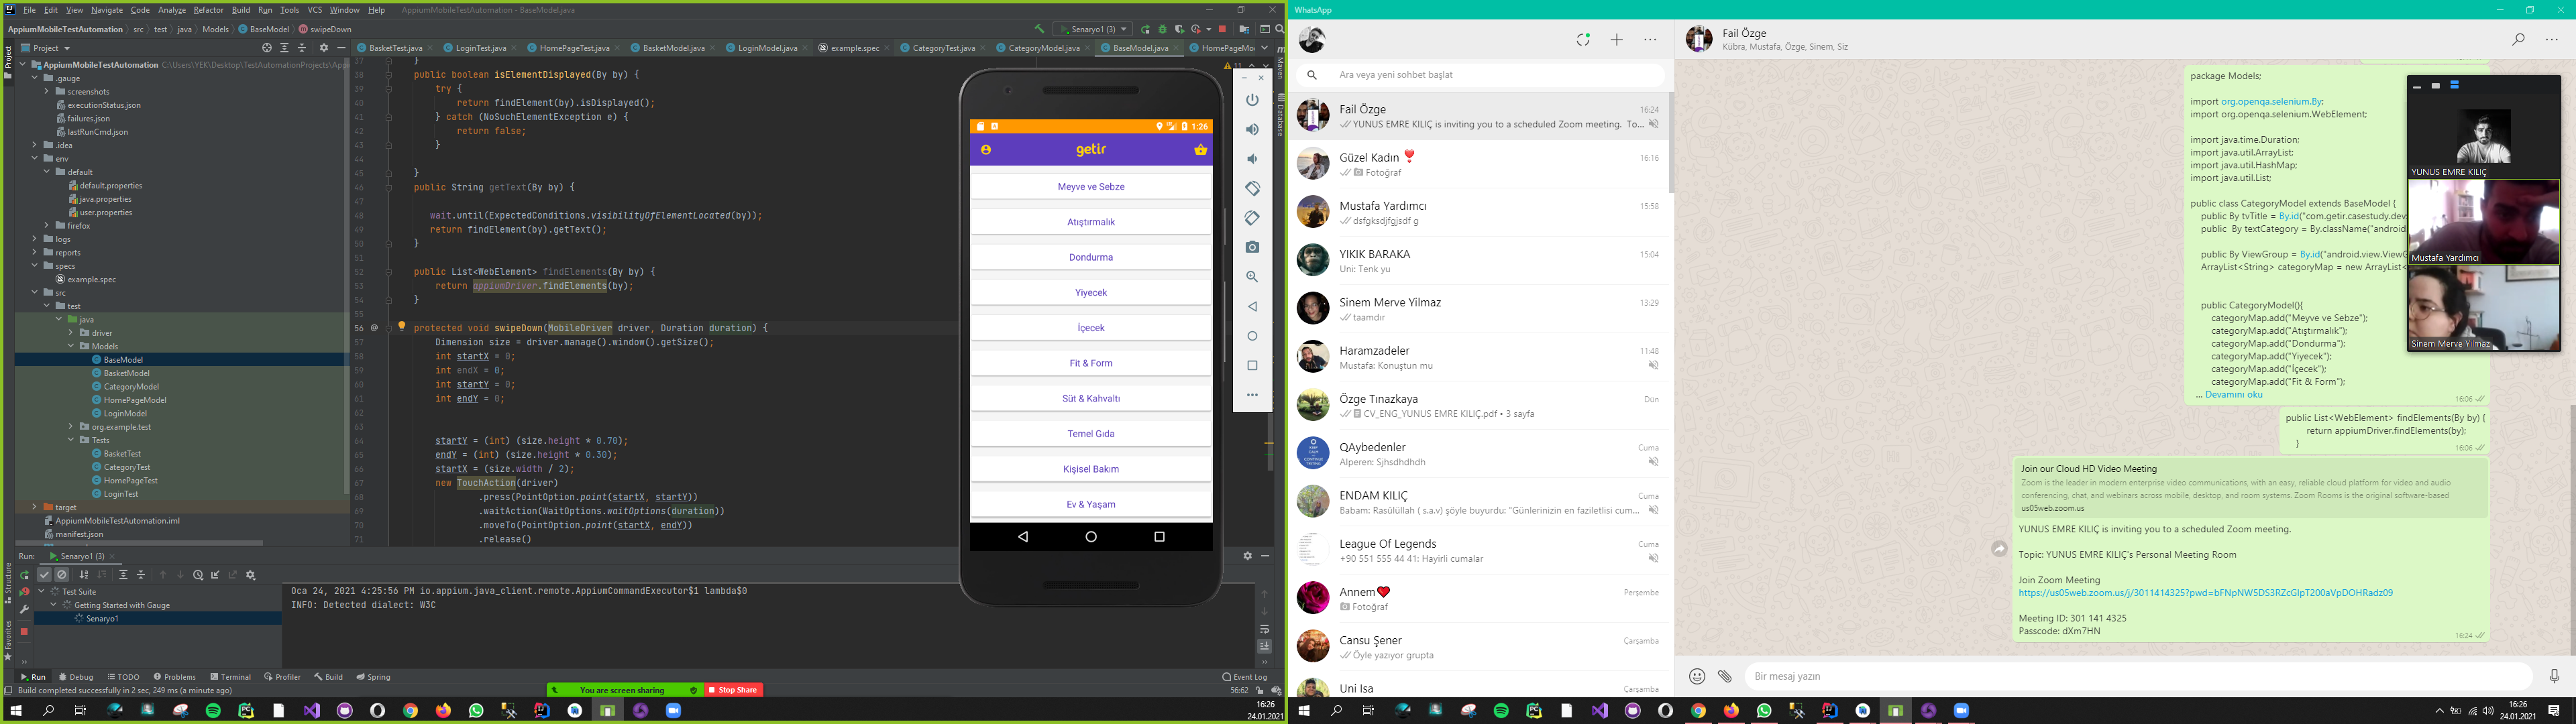 File Edit View Navigate Code Analyze Refactor Build Run Tools VCS Window Help AppiumMobileTestAutomation - BaseModel.java
AppiumMobileTestAutomation src test java Models BaseModel swipeDown
Senaryo1 (3)
Project
BasketTest.java LoginTest.java HomePageTest.java BasketModel.java LoginModel.java example.spec CategoryTest.java CategoryModel.java BaseModel.java
AppiumMobileTestAutomation
.gauge
screenshots
executionStatus.json
failures.json
lastRunCmd.json
.idea
env
default
default.properties
java.properties
user.properties
firefox
logs
reports
specs
example.spec
src
test
java
driver
Models
BaseModel
BasketModel
CategoryModel
HomePageModel
LoginModel
org.example.test
Tests
BasketTest
CategoryTest
HomePageTest
LoginTest
target
AppiumMobileTestAutomation.iml
manifest.json
37 }
38 public boolean isElementDisplayed(By by) {
39 try {
40 return findElement(by).isDisplayed();
41 } catch (NoSuchElementException e) {
42 return false;
43 }
44
45 }
46 public String getText(By by) {
47
48 wait.until(ExpectedConditions.visibilityOfElementLocated(by));
49 return findElement(by).getText();
50 }
51
52 public List<WebElement> findElements(By by) {
53 return appiumDriver.findElements(by);
54 }
55
56 protected void swipeDown(MobileDriver driver, Duration duration) {
57 Dimension size = driver.manage().window().getSize();
58 int startX = 0;
59 int endX = 0;
60 int startY = 0;
61 int endY = 0;
62
63
64 startY = (int) (size.height * 0.70);
65 endY = (int) (size.height * 0.30);
66 startX = (size.width / 2);
67 new TouchAction(driver)
68 .press(PointOption.point(startX, startY))
69 .waitAction(WaitOptions.waitOptions(duration))
70 .moveTo(PointOption.point(startX, endY))
71 .release()
11
Maven
Database
Structure
Favorites
1:26
getir
Meyve ve Sebze
Atıştırmalık
Dondurma
Yiyecek
İçecek
Fit & Form
Süt & Kahvaltı
Temel Gıda
Kişisel Bakım
Ev & Yaşam
Run: Senaryo1 (3)
Test Suite
Getting Started with Gauge
Senaryo1
Oca 24, 2021 4:25:56 PM io.appium.java_client.remote.AppiumCommandExecutor$1 lambda$0
INFO: Detected dialect: W3C
Run Debug TODO Problems Terminal Profiler Build Spring
Event Log
Build completed successfully in 2 sec, 249 ms (a minute ago)
You are screen sharing Stop Share
56:62
16:26
24.01.2021
WhatsApp
Ara veya yeni sohbet başlat
Fail Özge 16:24
YUNUS EMRE KILIÇ is inviting you to a scheduled Zoom meeting. To...
Güzel Kadın 16:16
Fotoğraf
Mustafa Yardımcı 15:58
dsfgksdjfgjsdf g
YIKIK BARAKA 15:04
Uni: Tenk yu
Sinem Merve Yilmaz 13:29
taamdır
Haramzadeler 11:48
Mustafa: Konuştun mu
Özge Tınazkaya Dün
CV_ENG_YUNUS EMRE KILIÇ.pdf • 3 sayfa
QAybedenler Cuma
Alperen: Sjhsdhdhdh
ENDAM KILIÇ Cuma
Babam: Rasûlüllah ( s.a.v) şöyle buyurdu: "Günlerinizin en faziletlisi cum...
League Of Legends Cuma
+90 551 555 44 41: Hayirli cumalar
Annem Perşembe
Fotoğraf
Cansu Şener Çarşamba
Öyle yazıyor grupta
Uni Isa Çarşamba
Fail Özge
Kübra, Mustafa, Özge, Sinem, Siz
package Models;
import org.openqa.selenium.By;
import org.openqa.selenium.WebElement;
import java.time.Duration;
import java.util.ArrayList;
import java.util.HashMap;
import java.util.List;
public class CategoryModel extends BaseModel {
public By tvTitle = By.id("com.getir.casestudy.dev:
public By textCategory = By.className("android
public By ViewGroup = By.id("android.view.ViewG
ArrayList<String> categoryMap = new ArrayList<
public CategoryModel(){
categoryMap.add("Meyve ve Sebze");
categoryMap.add("Atıştırmalık");
categoryMap.add("Dondurma");
categoryMap.add("Yiyecek");
categoryMap.add("İçecek");
categoryMap.add("Fit & Form");
... Devamını oku 16:06
public List<WebElement> findElements(By by) {
return appiumDriver.findElements(by);
} 16:06
Join our Cloud HD Video Meeting
Zoom is the leader in modern enterprise video communications, with an easy, reliable cloud platform for video and audio
conferencing, chat, and webinars across mobile, desktop, and room systems. Zoom Rooms is the original software-based
us05web.zoom.us
YUNUS EMRE KILIÇ is inviting you to a scheduled Zoom meeting.
Topic: YUNUS EMRE KILIÇ's Personal Meeting Room
Join Zoom Meeting
https://us05web.zoom.us/j/3011414325?pwd=bFNpNW5DS3RZcGlpT200aVpDOHRadz09
Meeting ID: 301 141 4325
Passcode: dXm7HN 16:24
YUNUS EMRE KILIÇ
Mustafa Yardımcı
Sinem Merve Yılmaz
Bir mesaj yazın
16:26
24.01.2021